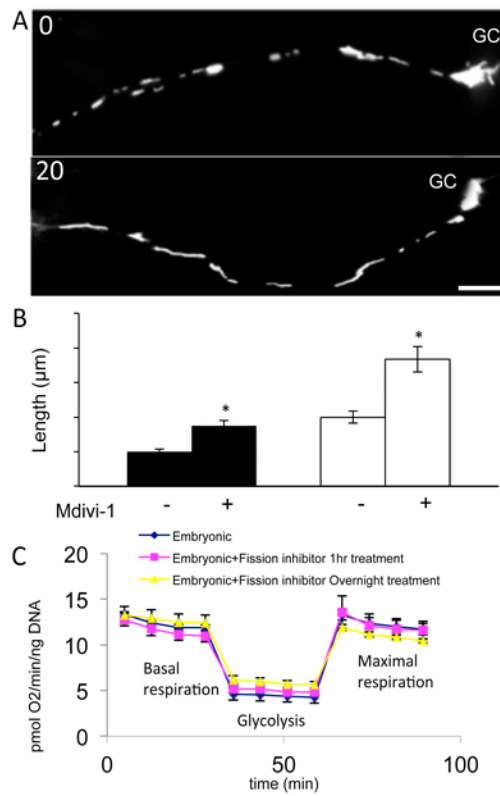 A
0
GC
20
GC
B
Length (μm)
Mdivi-1
- + - +
* *
Embryonic
Embryonic+Fission inhibitor 1hr treatment
Embryonic+Fission inhibitor Overnight treatment
C
pmol O2/min/ng DNA
20
15
10
5
0
Basal
respiration
Glycolysis
Maximal
respiration
0 50 100
time (min)